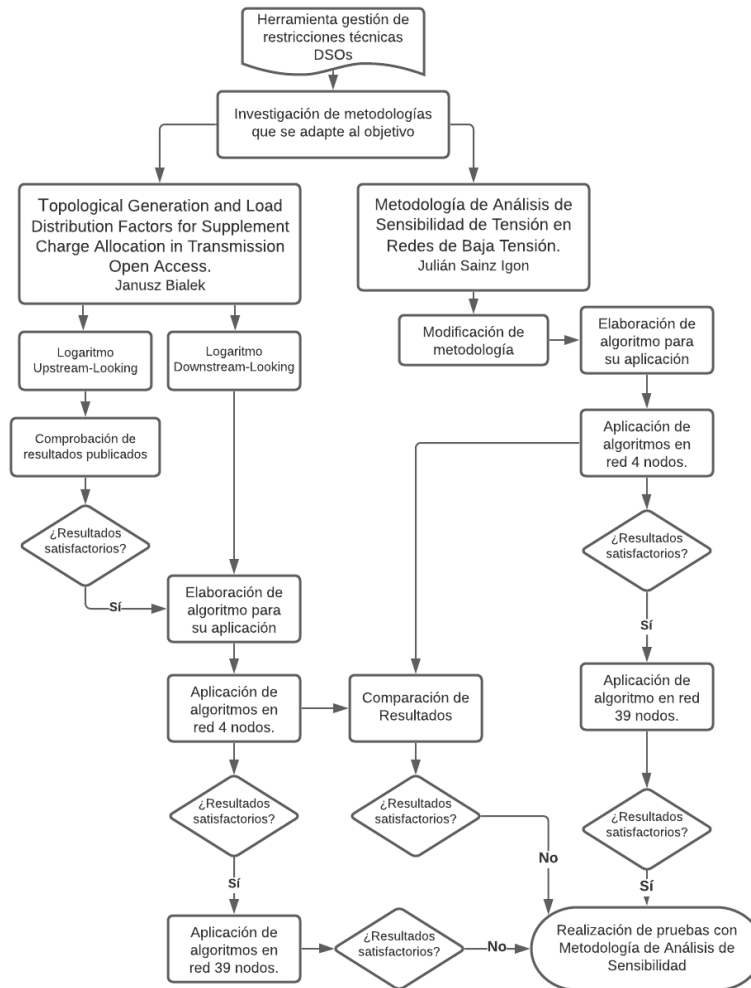 Herramienta gestión de
restricciones técnicas
DSOs
Investigación de metodologías
que se adapte al objetivo
Topological Generation and Load
Distribution Factors for Supplement
Charge Allocation in Transmission
Open Access.
Janusz Bialek
Metodología de Análisis de
Sensibilidad de Tensión en
Redes de Baja Tensión.
Julián Sainz Igon
Logaritmo
Upstream-Looking
Logaritmo
Downstream-Looking
Modificación de
metodología
Elaboración de
algoritmo para
su aplicación
Comprobación de
resultados publicados
Aplicación de
algoritmos en
red 4 nodos.
¿Resultados
satisfactorios?
¿Resultados
satisfactorios?
Sí
Elaboración de
algoritmo para
su aplicación
Sí
Aplicación de
algoritmos en
red 4 nodos.
Comparación de
Resultados
Aplicación de
algoritmo en red
39 nodos.
¿Resultados
satisfactorios?
¿Resultados
satisfactorios?
¿Resultados
satisfactorios?
No
Sí
Sí
Aplicación de
algoritmos en
red 39 nodos.
¿Resultados
satisfactorios?
No
Realización de pruebas con
Metodología de Análisis de
Sensibilidad